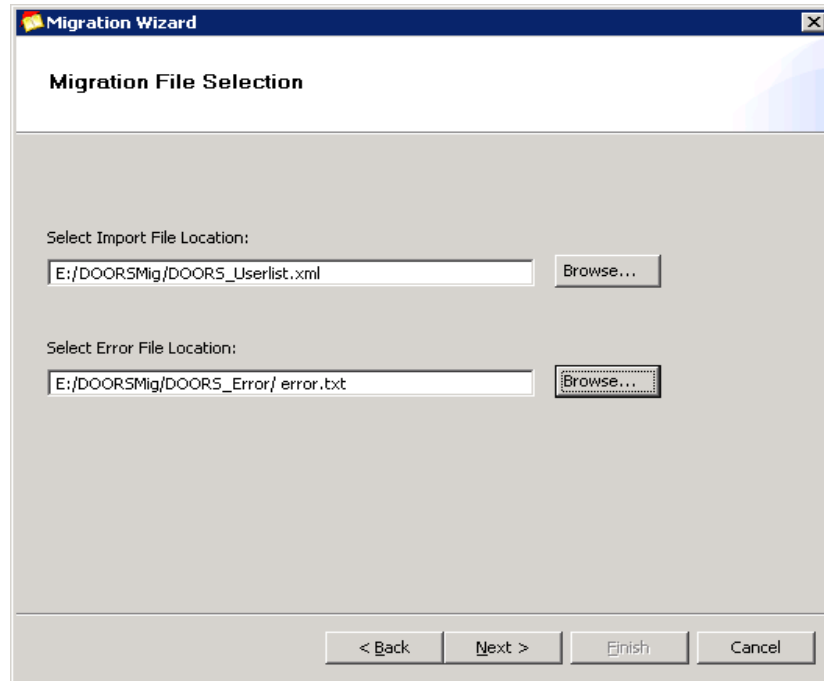 Migration Wizard
Migration File Selection
Select Import File Location:
E:/DOORSMig/DOORS_Userlist.xml
Browse...
Select Error File Location:
E:/DOORSMig/DOORS_Error/ error.txt
Browse...
< Back
Next >
Finish
Cancel